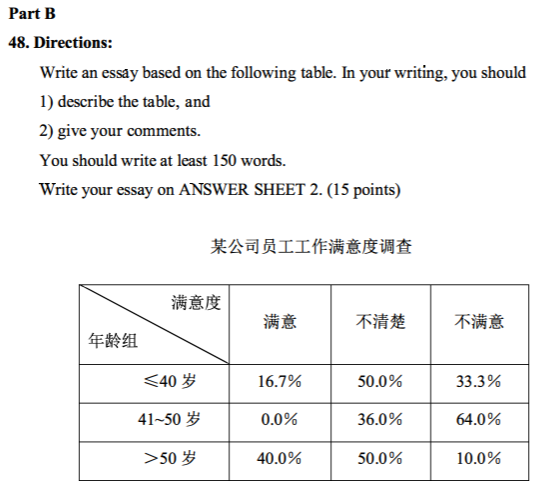 Part B
48. Directions:
Write an essay based on the following table. In your writing, you should
1) describe the table, and
2) give your comments.
You should write at least 150 words.
Write your essay on ANSWER SHEET 2. (15 points)
某公司员工工作满意度调查
满意度
年龄组
满意
不清楚
不满意
≤40 岁 16.7% 50.0% 33.3%
41~50 岁 0.0% 36.0% 64.0%
>50 岁 40.0% 50.0% 10.0%